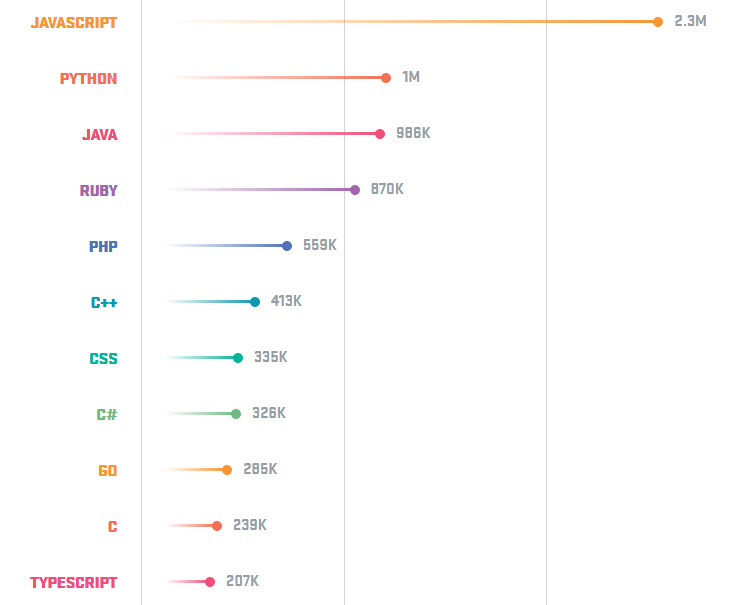 JAVASCRIPT 2.3M
PYTHON 1M
JAVA 986K
RUBY 870K
PHP 559K
C++ 413K
CSS 335K
C# 326K
GO 285K
C 239K
TYPESCRIPT 207K